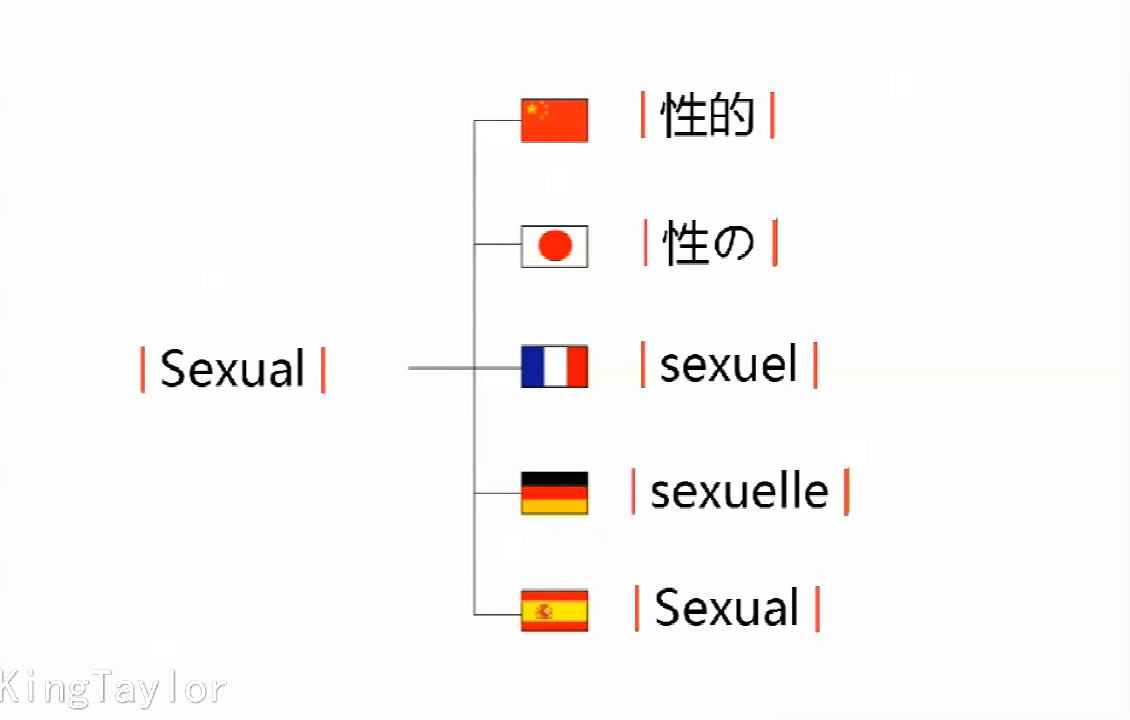 | 性的 |
| 性の |
| Sexual |
| sexuel |
| sexuelle |
| Sexual |
KingTaylor